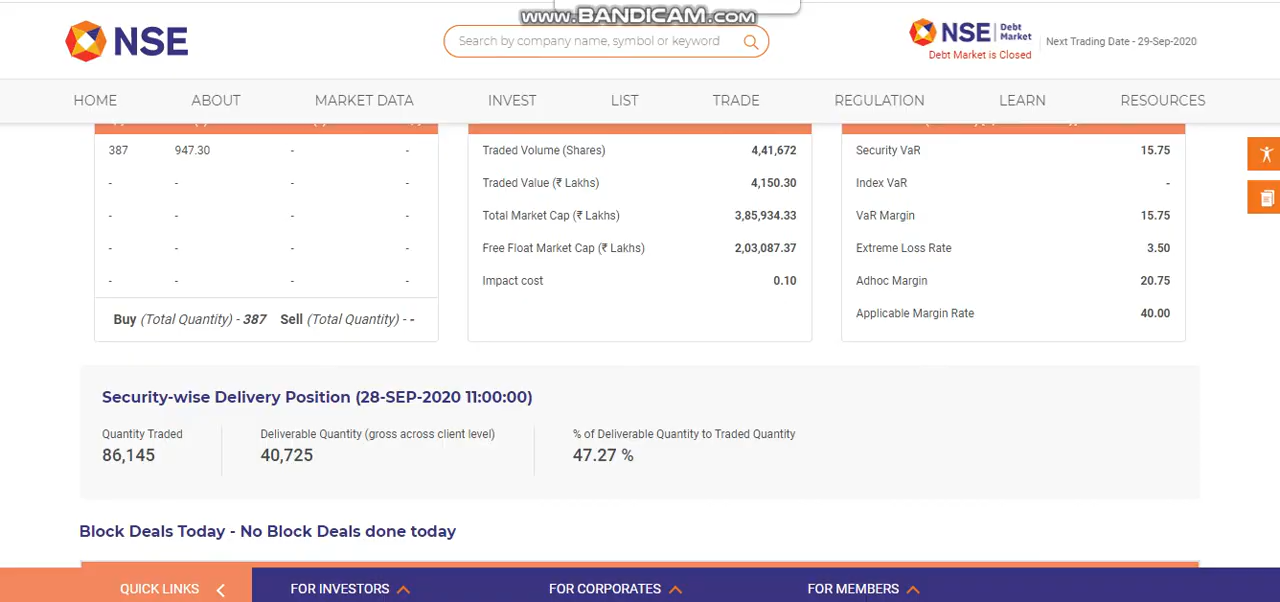 www.BANDICAM.COM
NSE
Search by company name, symbol or keyword
NSE Debt Market
Debt Market is Closed
Next Trading Date - 29-Sep-2020
HOME ABOUT MARKET DATA INVEST LIST TRADE REGULATION LEARN RESOURCES
387 947.30 - -
- - - -
- - - -
- - - -
- - - -
Buy (Total Quantity) - 387 Sell (Total Quantity) - -
Traded Volume (Shares) 4,41,672
Traded Value (₹ Lakhs) 4,150.30
Total Market Cap (₹ Lakhs) 3,85,934.33
Free Float Market Cap (₹ Lakhs) 2,03,087.37
Impact cost 0.10
Security VaR 15.75
Index VaR -
VaR Margin 15.75
Extreme Loss Rate 3.50
Adhoc Margin 20.75
Applicable Margin Rate 40.00
Security-wise Delivery Position (28-SEP-2020 11:00:00)
Quantity Traded Deliverable Quantity (gross across client level) % of Deliverable Quantity to Traded Quantity
86,145 40,725 47.27 %
Block Deals Today - No Block Deals done today
QUICK LINKS FOR INVESTORS FOR CORPORATES FOR MEMBERS